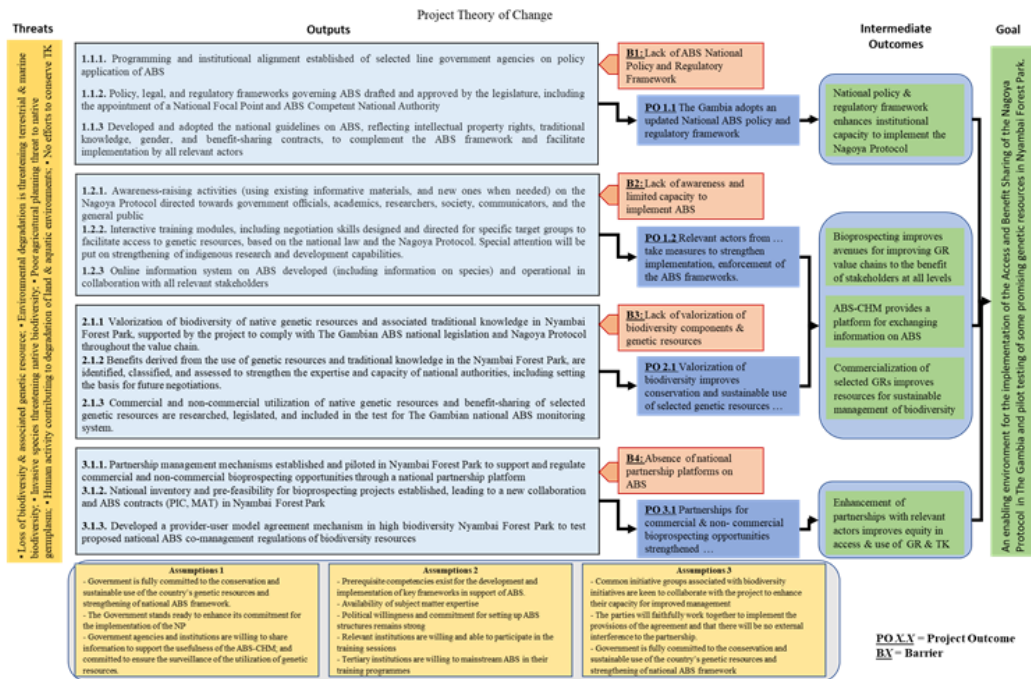 Project Theory of Change
Threats
• Loss of biodiversity & associated genetic resource; • Environmental degradation is threatening terrestrial & marine
biodiversity; • Invasive species threatening native biodiversity; • Poor agricultural planning threat to native
germplasm; • Human activity contributing to degradation of land & aquatic environments; • No efforts to conserve TK
Outputs
1.1.1. Programming and institutional alignment established of selected line government agencies on policy
application of ABS
1.1.2. Policy, legal, and regulatory frameworks governing ABS drafted and approved by the legislature, including
the appointment of a National Focal Point and ABS Competent National Authority
1.1.3 Developed and adopted the national guidelines on ABS, reflecting intellectual property rights, traditional
knowledge, gender, and benefit-sharing contracts, to complement the ABS framework and facilitate
implementation by all relevant actors
B1: Lack of ABS National
Policy and Regulatory
Framework
PO 1.1 The Gambia adopts an
updated National ABS policy and
regulatory framework
1.2.1. Awareness-raising activities (using existing informative materials, and new ones when needed) on the
Nagoya Protocol directed towards government officials, academics, researchers, society, communicators, and
the general public
1.2.2. Interactive training modules, including negotiation skills designed and directed for specific target groups to
facilitate access to genetic resources, based on the national law and the Nagoya Protocol. Special attention will be
put on strengthening of indigenous research and development capabilities.
1.2.3 Online information system on ABS developed (including information on species) and operational in
collaboration with all relevant stakeholders
B2: Lack of awareness and
limited capacity to
implement ABS
PO 1.2 Relevant actors from …
take measures to strengthen
implementation, enforcement of
the ABS frameworks.
2.1.1 Valorization of biodiversity of native genetic resources and associated traditional knowledge in Nyambai
Forest Park, supported by the project to comply with The Gambian ABS national legislation and Nagoya Protocol
throughout the value chain.
2.1.2 Benefits derived from the use of genetic resources and traditional knowledge in the Nyambai Forest Park, are
identified, classified, and assessed to strengthen the expertise and capacity of national authorities, including setting
the basis for future negotiations.
2.1.3 Commercial and non-commercial utilization of native genetic resources and benefit-sharing of selected
genetic resources are researched, legislated, and included in the test for The Gambian national ABS monitoring
system.
B3: Lack of valorization of
biodiversity components &
genetic resources
PO 2.1 Valorization of
biodiversity improves
conservation and sustainable use
of selected genetic resources …
3.1.1. Partnership management mechanisms established and piloted in Nyambai Forest Park to support and regulate
commercial and non-commercial bioprospecting opportunities through a national partnership platform
3.1.2. National inventory and pre-feasibility for bioprospecting projects established, leading to a new collaboration
and ABS contracts (PIC, MAT) in Nyambai Forest Park
3.1.3. Developed a provider-user model agreement mechanism in high biodiversity Nyambai Forest Park to test
proposed national ABS co-management regulations of biodiversity resources
B4: Absence of national
partnership platforms on
ABS
PO 3.1 Partnerships for
commercial & non- commercial
bioprospecting opportunities
strengthened …
Intermediate
Outcomes
National policy &
regulatory framework
enhances institutional
capacity to implement the
Nagoya Protocol
Bioprospecting improves
avenues for improving GR
value chains to the benefit
of stakeholders at all levels
ABS-CHM provides a
platform for exchanging
information on ABS
Commercialization of
selected GRs improves
resources for sustainable
management of biodiversity
Enhancement of
partnerships with relevant
actors improves equity in
access & use of GR & TK
Goal
An enabling environment for the implementation of the Access and Benefit Sharing of the Nagoya
Protocol in The Gambia and pilot testing of some promising genetic resources in Nyambai Forest Park.
Assumptions 1
- Government is fully committed to the conservation and
sustainable use of the country's genetic resources and
strengthening of national ABS framework.
- The Government stands ready to enhance its commitment for
the implementation of the NP
- Government agencies and institutions are willing to share
information to support the usefulness of the ABS-CHM; and
committed to ensure the surveillance of the utilization of genetic
resources.
Assumptions 2
- Prerequisite competencies exist for the development and
implementation of key frameworks in support of ABS.
- Availability of subject matter expertise
- Political willingness and commitment for setting up ABS
structures remains strong
- Relevant institutions are willing and able to participate in the
training sessions
- Tertiary institutions are willing to mainstream ABS in their
training programmes
Assumptions 3
- Common initiative groups associated with biodiversity
initiatives are keen to collaborate with the project to enhance
their capacity for improved management
- The parties will faithfully work together to implement the
provisions of the agreement and that there will be no external
interference to the partnership.
- Government is fully committed to the conservation and
sustainable use of the country's genetic resources and
strengthening of national ABS framework
PO X.X = Project Outcome
BX = Barrier